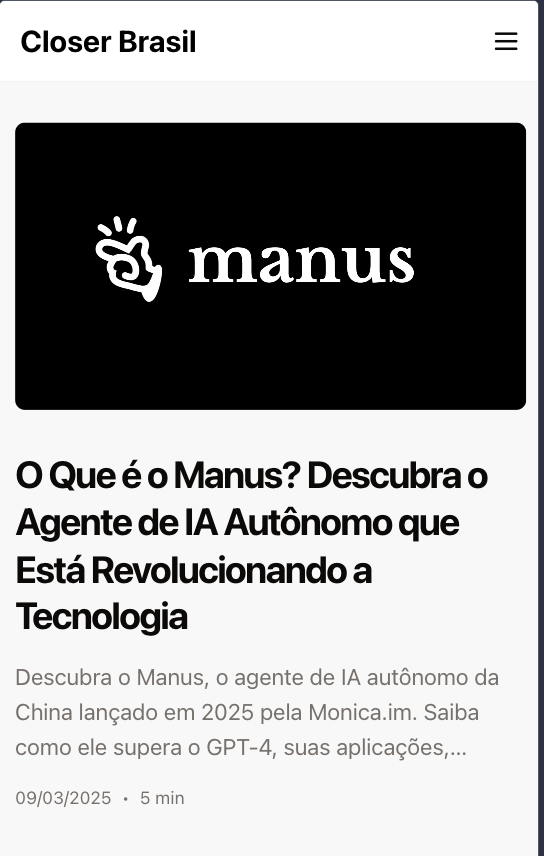 Closer Brasil
manus
O Que é o Manus? Descubra o
Agente de IA Autônomo que
Está Revolucionando a
Tecnologia
Descubra o Manus, o agente de IA autônomo da
China lançado em 2025 pela Monica.im. Saiba
como ele supera o GPT-4, suas aplicações,...
09/03/2025 • 5 min